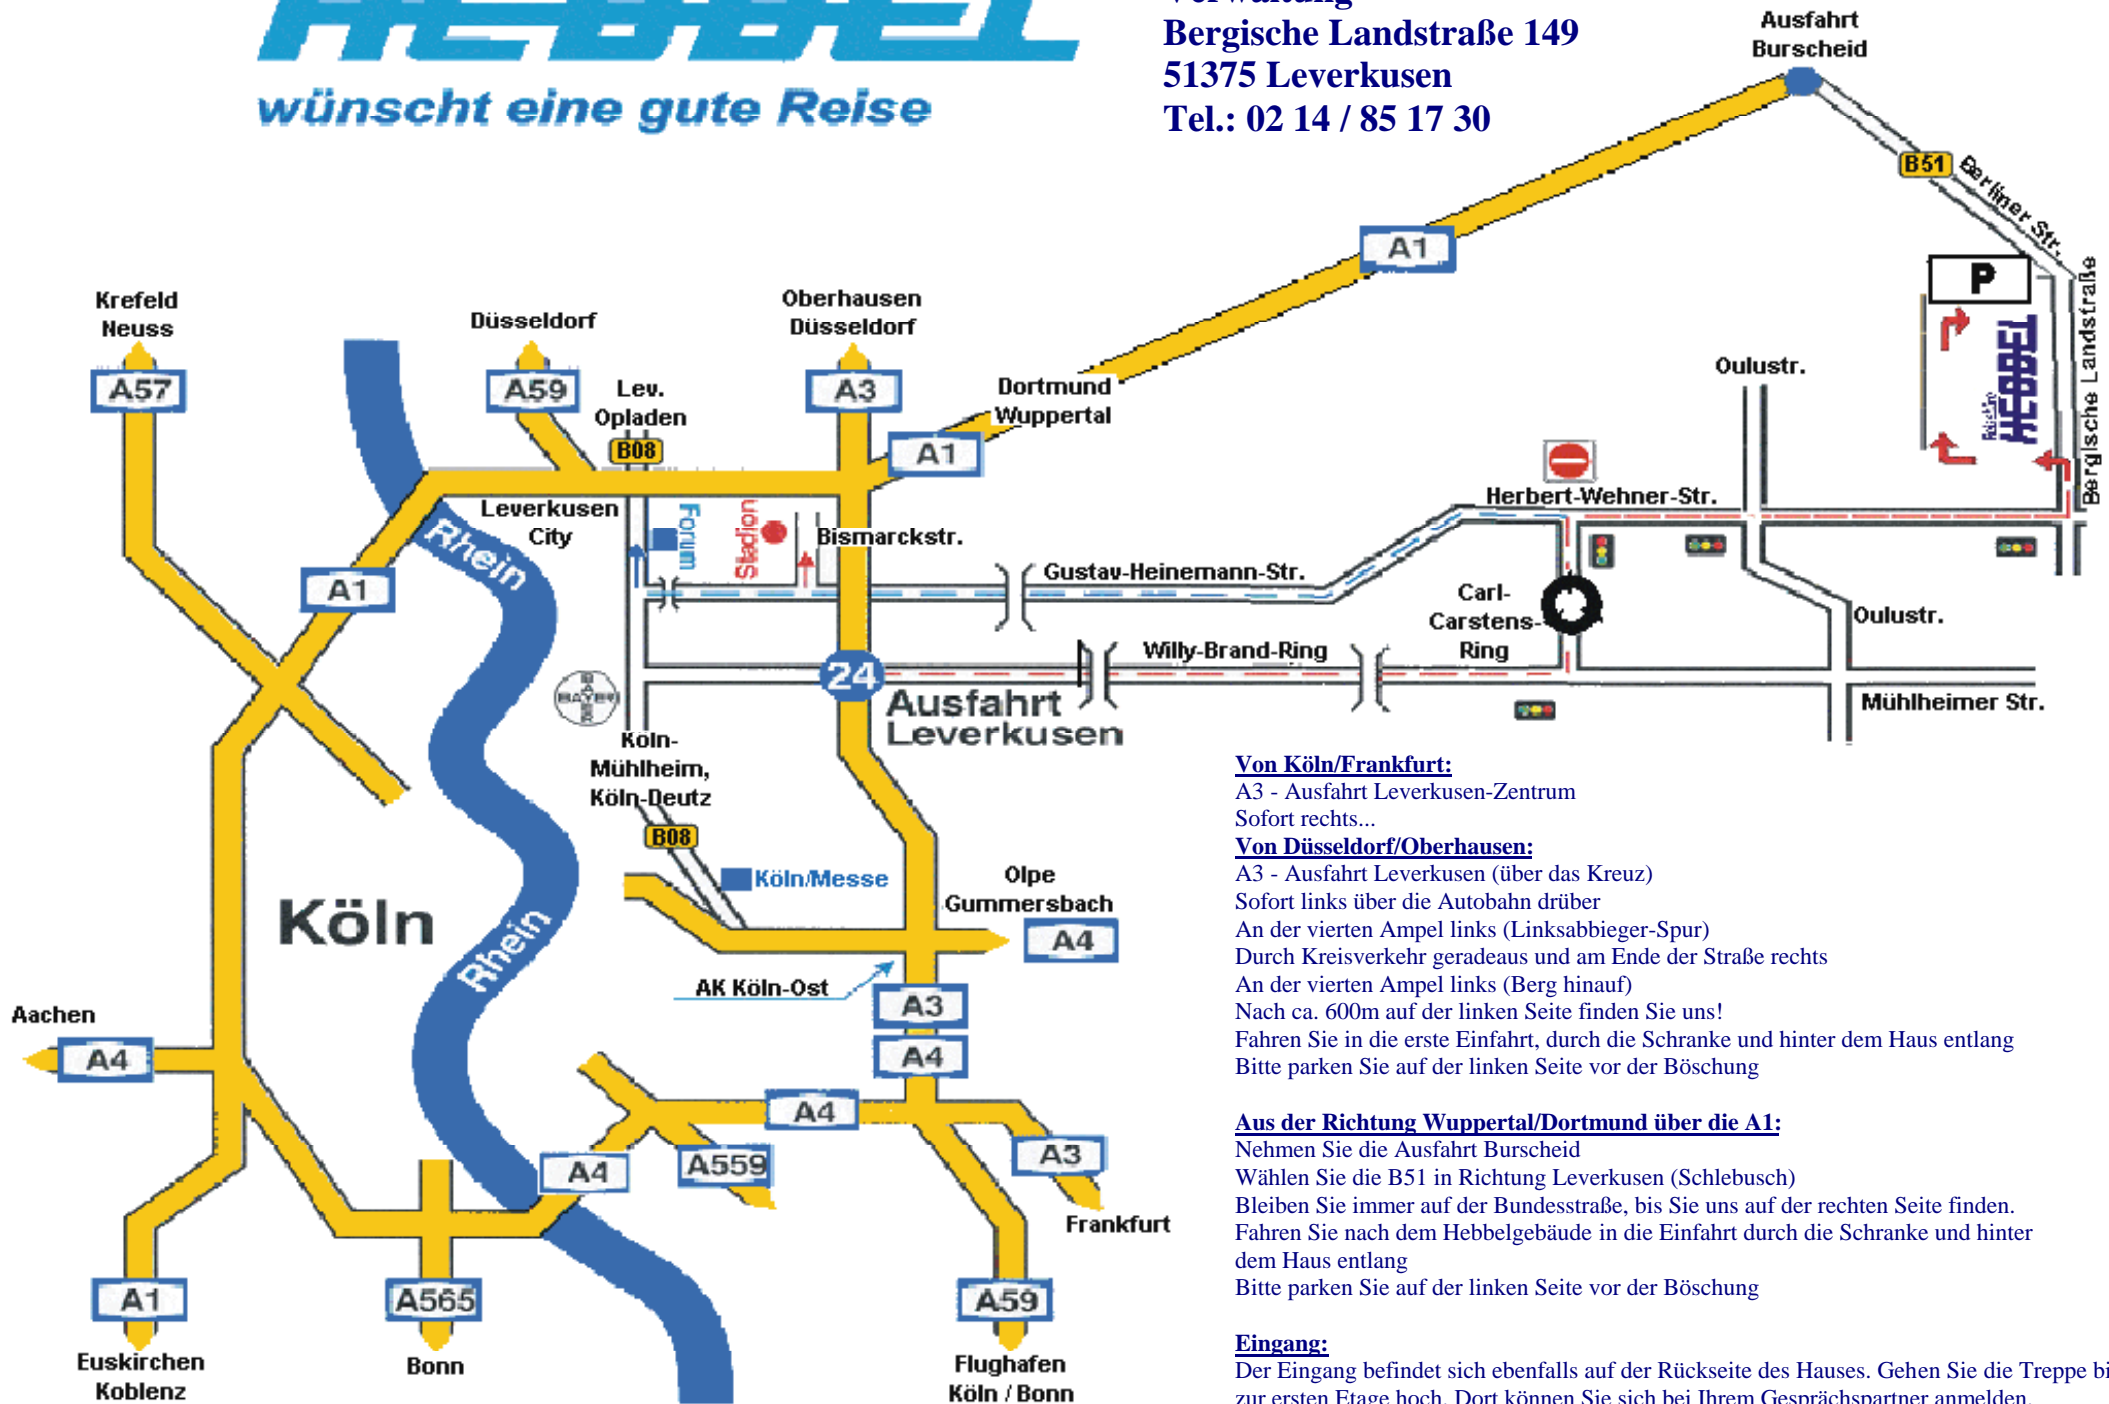 HEBBEL
wünscht eine gute Reise
Verwaltung
Bergische Landstraße 149
51375 Leverkusen
Tel.: 02 14 / 85 17 30
Ausfahrt
Burscheid
B51
Berliner Str.
A1
P
HEBBEL
Bergische Landstraße
Krefeld
Neuss
A57
Düsseldorf
A59
Lev.
Opladen
B08
Oberhausen
Düsseldorf
A3
Dortmund
Wuppertal
A1
Oulustr.
Herbert-Wehner-Str.
Leverkusen
City
Forum
Stadion
Bismarckstr.
Rhein
A1
Gustav-Heinemann-Str.
Carl-
Carstens-
Ring
Oulustr.
Willy-Brand-Ring
24
Ausfahrt
Leverkusen
BAYER
BAYER
Mühlheimer Str.
Köln-
Mühlheim,
Köln-Deutz
B08
Köln/Messe
Olpe
Gummersbach
A4
Köln
Rhein
AK Köln-Ost
A3
A4
Aachen
A4
A4
A4
A559
A3
Frankfurt
A1
Euskirchen
Koblenz
A565
Bonn
A59
Flughafen
Köln / Bonn
Von Köln/Frankfurt:
A3 - Ausfahrt Leverkusen-Zentrum
Sofort rechts...
Von Düsseldorf/Oberhausen:
A3 - Ausfahrt Leverkusen (über das Kreuz)
Sofort links über die Autobahn drüber
An der vierten Ampel links (Linksabbieger-Spur)
Durch Kreisverkehr geradeaus und am Ende der Straße rechts
An der vierten Ampel links (Berg hinauf)
Nach ca. 600m auf der linken Seite finden Sie uns!
Fahren Sie in die erste Einfahrt, durch die Schranke und hinter dem Haus entlang
Bitte parken Sie auf der linken Seite vor der Böschung
Aus der Richtung Wuppertal/Dortmund über die A1:
Nehmen Sie die Ausfahrt Burscheid
Wählen Sie die B51 in Richtung Leverkusen (Schlebusch)
Bleiben Sie immer auf der Bundesstraße, bis Sie uns auf der rechten Seite finden.
Fahren Sie nach dem Hebbelgebäude in die Einfahrt durch die Schranke und hinter
dem Haus entlang
Bitte parken Sie auf der linken Seite vor der Böschung
Eingang:
Der Eingang befindet sich ebenfalls auf der Rückseite des Hauses. Gehen Sie die Treppe bi
zur ersten Etage hoch. Dort können Sie sich bei Ihrem Gesprächspartner anmelden.